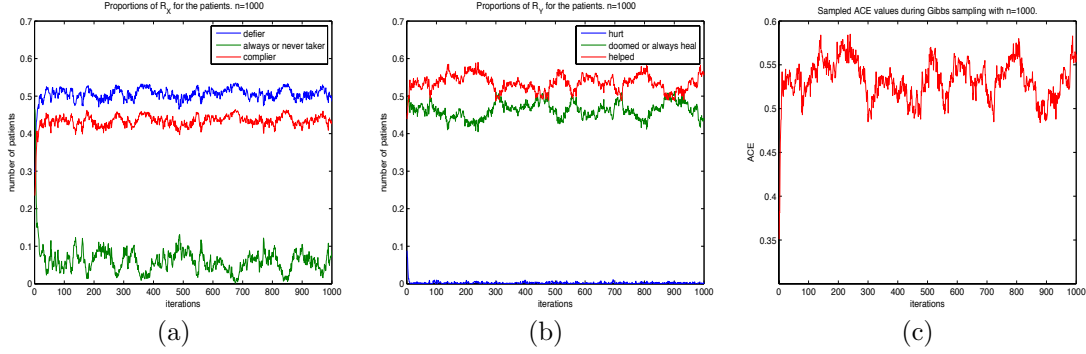 Proportions of R_X for the patients. n=1000
0.7
0.6
0.5
0.4
0.3
0.2
0.1
0
number of patients
defier
always or never taker
complier
0 100 200 300 400 500 600 700 800 900 1000
iterations
(a)
Proportions of R_Y for the patients. n=1000
0.7
0.6
0.5
0.4
0.3
0.2
0.1
0
number of patients
hurt
doomed or always heal
helped
0 100 200 300 400 500 600 700 800 900 1000
iterations
(b)
Sampled ACE values during Gibbs sampling with n=1000.
0.6
0.55
0.5
0.45
0.4
0.35
ACE
0 100 200 300 400 500 600 700 800 900 1000
iterations
(c)